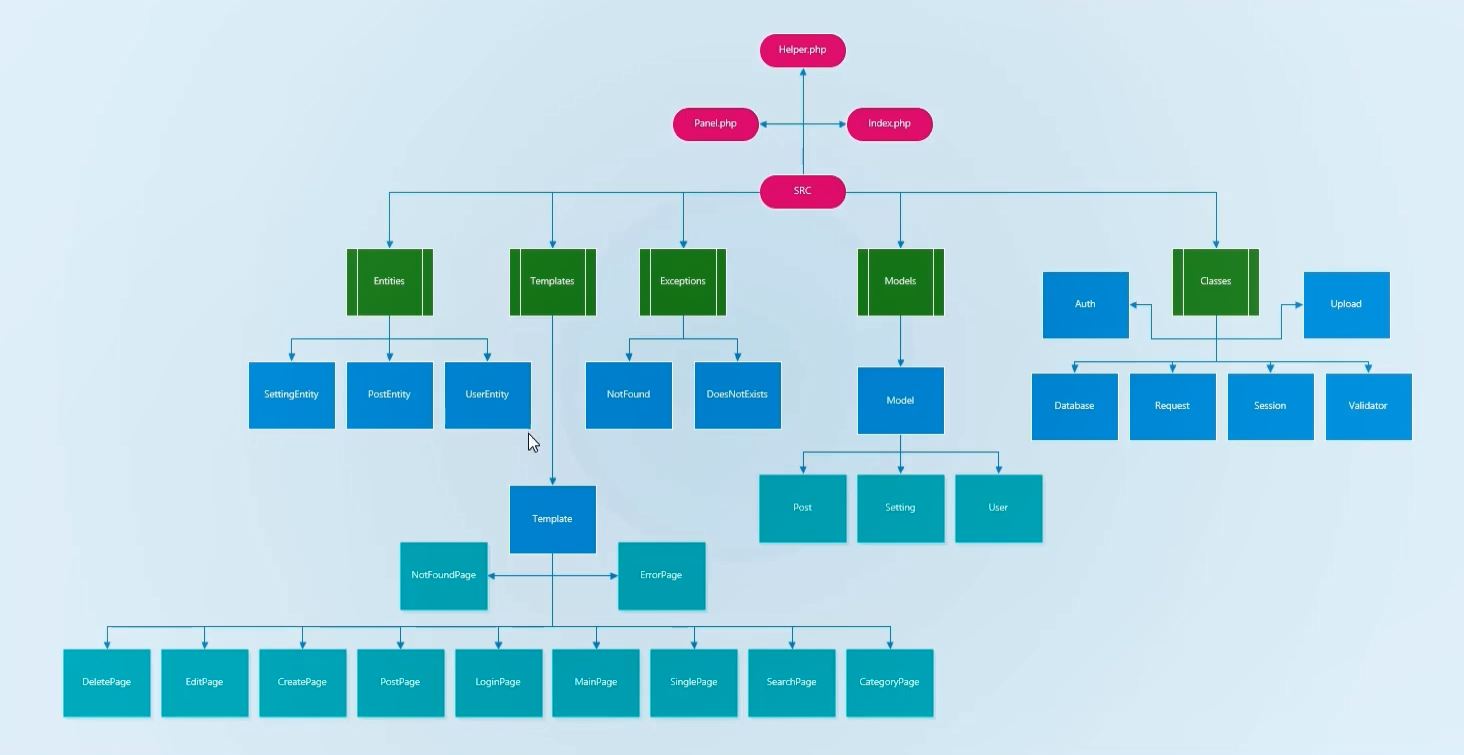 Helper.php
Panel.php
Index.php
SRC
Entities
Templates
Exceptions
Models
Classes
Auth
Upload
SettingEntity
PostEntity
UserEntity
NotFound
DoesNotExists
Model
Database
Request
Session
Validator
Post
Setting
User
Template
NotFoundPage
ErrorPage
DeletePage
EditPage
CreatePage
PostPage
LoginPage
MainPage
SinglePage
SearchPage
CategoryPage